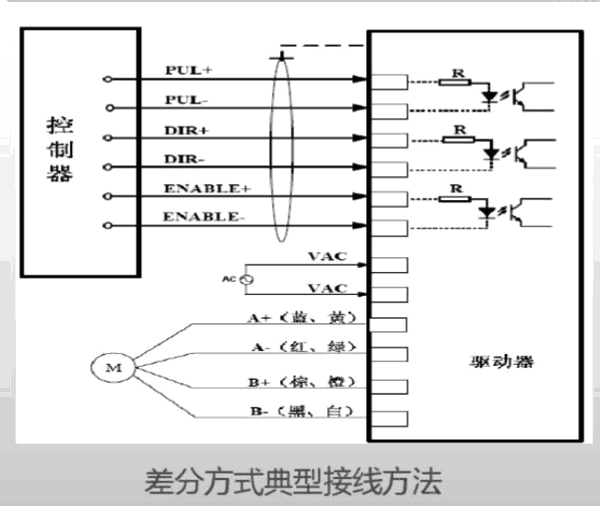 控制器
PUL+
PUL-
DIR+
DIR-
ENABLE+
ENABLE-
R
R
R
VAC
AC
VAC
A+（蓝、黄）
A-（红、绿）
B+（棕、橙）
B-（黑、白）
M
驱动器
差分方式典型接线方法